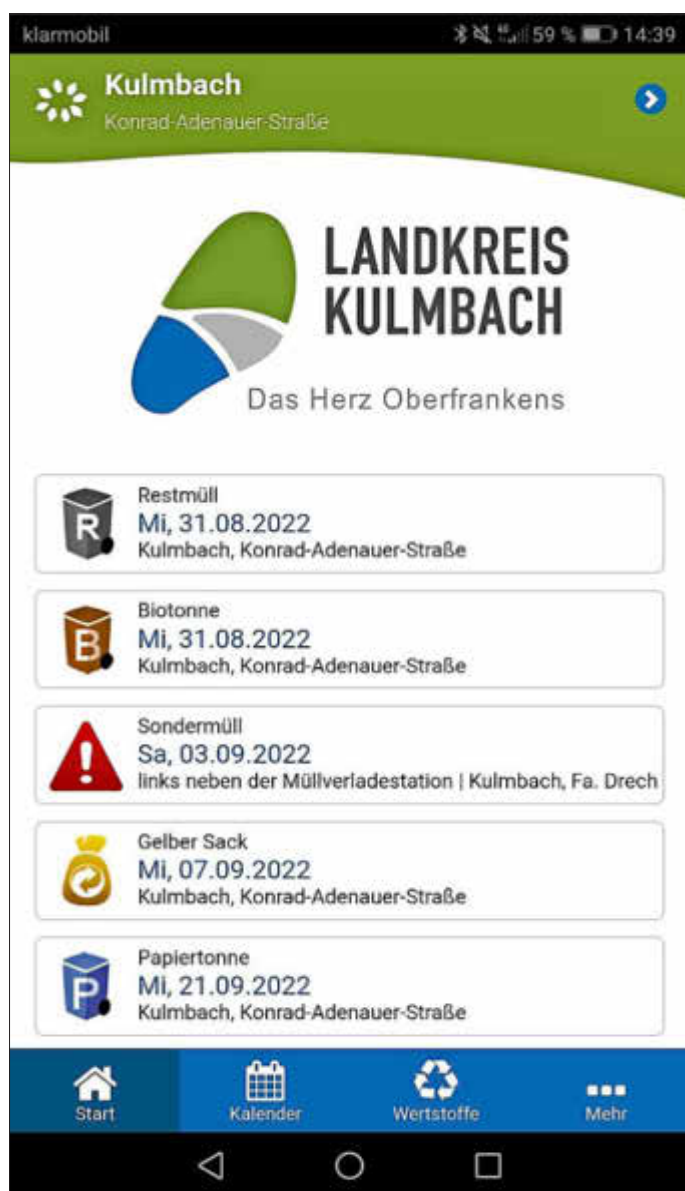 klarmobil 59 % 14:39
Kulmbach
Konrad-Adenauer-Straße
LANDKREIS
KULMBACH
Das Herz Oberfrankens
R
Restmüll
Mi, 31.08.2022
Kulmbach, Konrad-Adenauer-Straße
B
Biotonne
Mi, 31.08.2022
Kulmbach, Konrad-Adenauer-Straße
Sondermüll
Sa, 03.09.2022
links neben der Müllverladestation | Kulmbach, Fa. Drech
Gelber Sack
Mi, 07.09.2022
Kulmbach, Konrad-Adenauer-Straße
P
Papiertonne
Mi, 21.09.2022
Kulmbach, Konrad-Adenauer-Straße
Start Kalender Wertstoffe Mehr